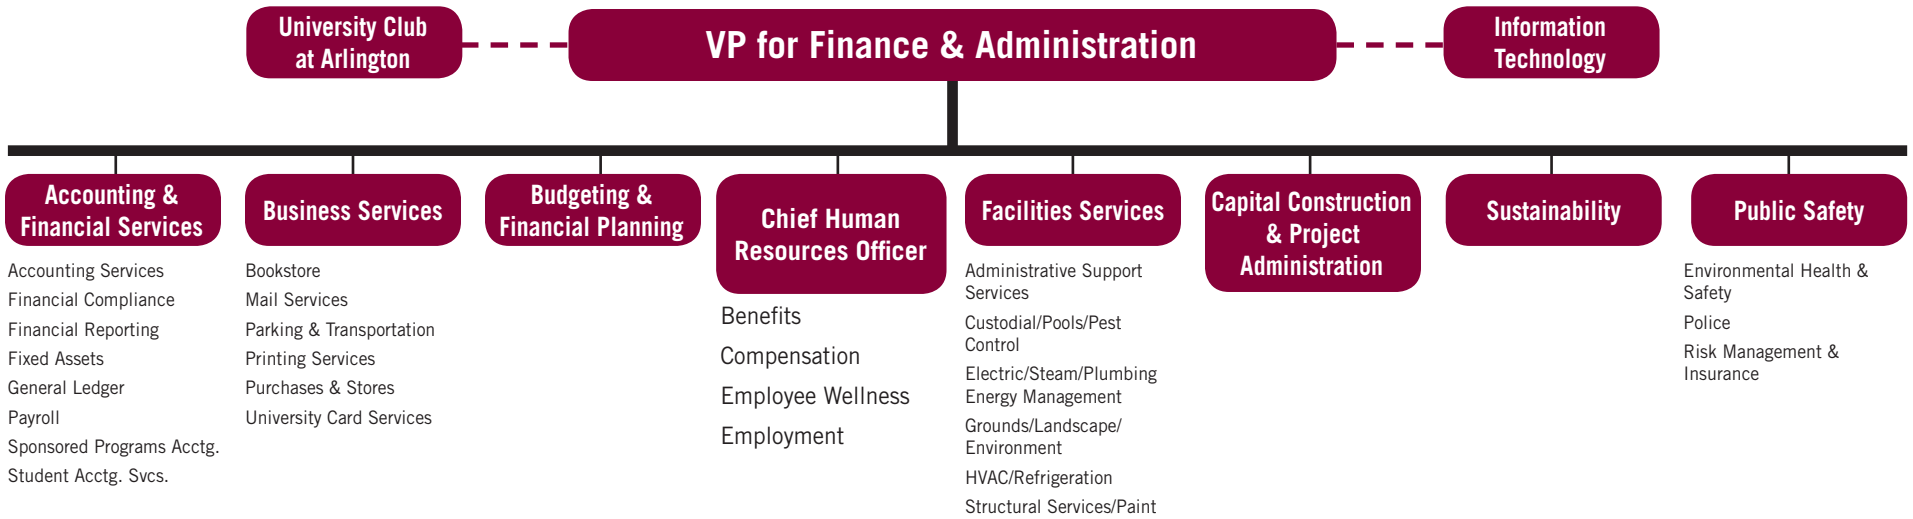 University Club
at Arlington
VP for Finance & Administration
Information
Technology
Accounting &
Financial Services
Accounting Services
Financial Compliance
Financial Reporting
Fixed Assets
General Ledger
Payroll
Sponsored Programs Acctg.
Student Acctg. Svcs.
Business Services
Bookstore
Mail Services
Parking & Transportation
Printing Services
Purchases & Stores
University Card Services
Budgeting &
Financial Planning
Chief Human
Resources Officer
Benefits
Compensation
Employee Wellness
Employment
Facilities Services
Administrative Support
Services
Custodial/Pools/Pest
Control
Electric/Steam/Plumbing
Energy Management
Grounds/Landscape/
Environment
HVAC/Refrigeration
Structural Services/Paint
Capital Construction
& Project
Administration
Sustainability
Public Safety
Environmental Health &
Safety
Police
Risk Management &
Insurance